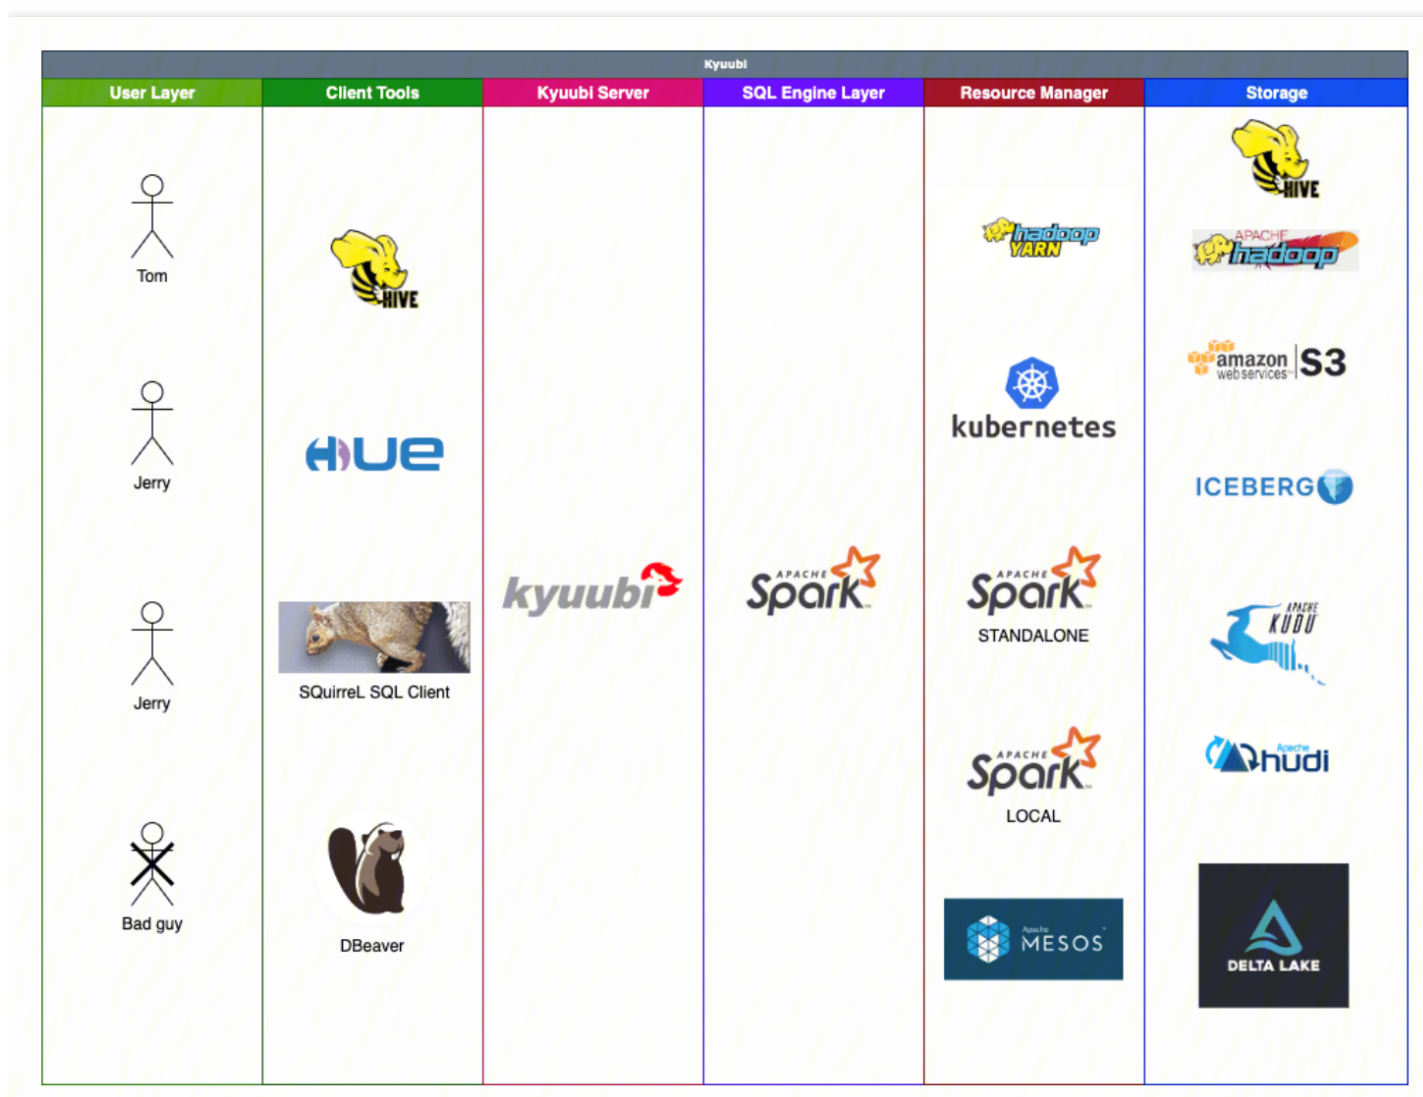 Kyuubi
User Layer
Client Tools
Kyuubi Server
SQL Engine Layer
Resource Manager
Storage
Tom
Jerry
Jerry
Bad guy
HIVE
HUE
SQuirreL SQL Client
DBeaver
kyuubi
APACHE
Spark
hadoop
YARN
kubernetes
APACHE
Spark
STANDALONE
APACHE
Spark
LOCAL
Apache
MESOS
HIVE
APACHE
hadoop
amazon
webservices
S3
ICEBERG
APACHE
KUDU
Apache
hudi
DELTA LAKE